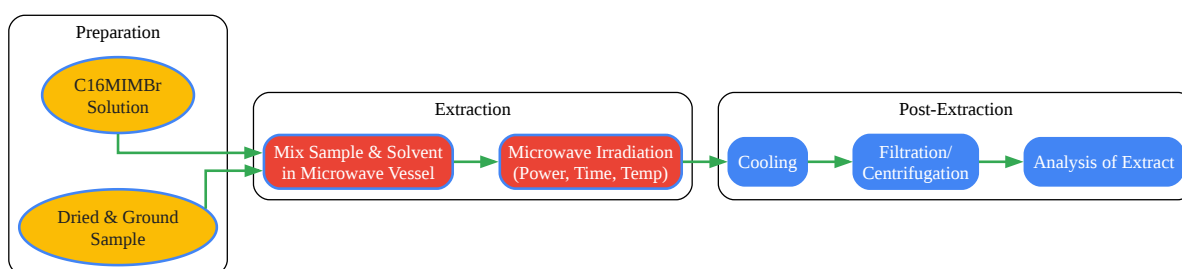 Preparation
C16MIMBr
Solution
Dried & Ground
Sample
Extraction
Mix Sample & Solvent
in Microwave Vessel
Microwave Irradiation
(Power, Time, Temp)
Post-Extraction
Cooling
Filtration/
Centrifugation
Analysis of Extract